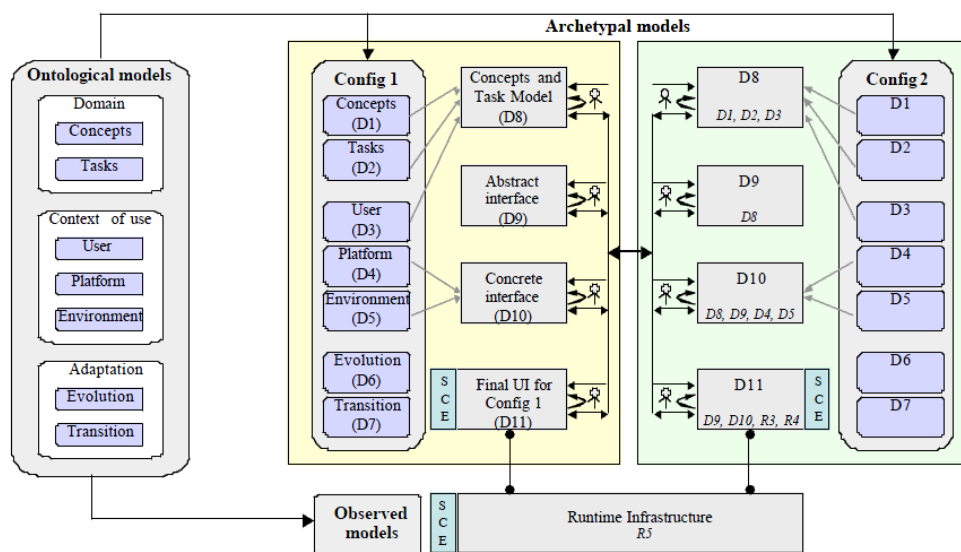 Archetypal models
Ontological models
Domain
Concepts
Tasks
Context of use
User
Platform
Environment
Adaptation
Evolution
Transition
Config 1
Concepts
(D1)
Tasks
(D2)
User
(D3)
Platform
(D4)
Environment
(D5)
Evolution
(D6)
Transition
(D7)
Concepts and
Task Model
(D8)
Abstract
interface
(D9)
Concrete
interface
(D10)
S
C
E
Final UI for
Config 1
(D11)
D8
D1, D2, D3
D9
D8
D10
D8, D9, D4, D5
D11
D9, D10, R3, R4
S
C
E
Config 2
D1
D2
D3
D4
D5
D6
D7
Observed
models
S
C
E
Runtime Infrastructure
R5